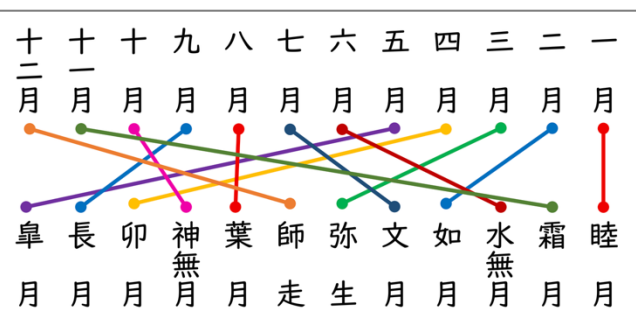 一月
二月
三月
四月
五月
六月
七月
八月
九月
十月
十一月
十二月
睦月
霜月
水無月
如月
文月
弥生
師走
葉月
神無月
卯月
長月
皐月